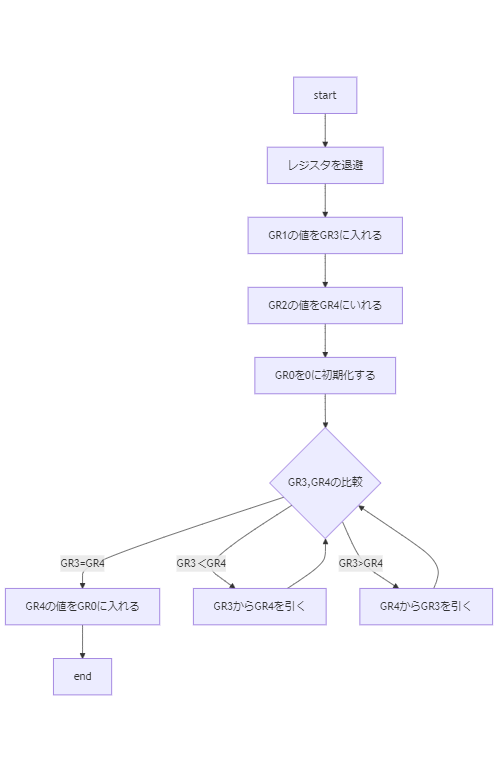 start
レジスタを退避
GR1の値をGR3に入れる
GR2の値をGR4にいれる
GR0を0に初期化する
GR3,GR4の比較
GR3=GR4
GR3＜GR4
GR3>GR4
GR4の値をGR0に入れる
GR3からGR4を引く
GR4からGR3を引く
end